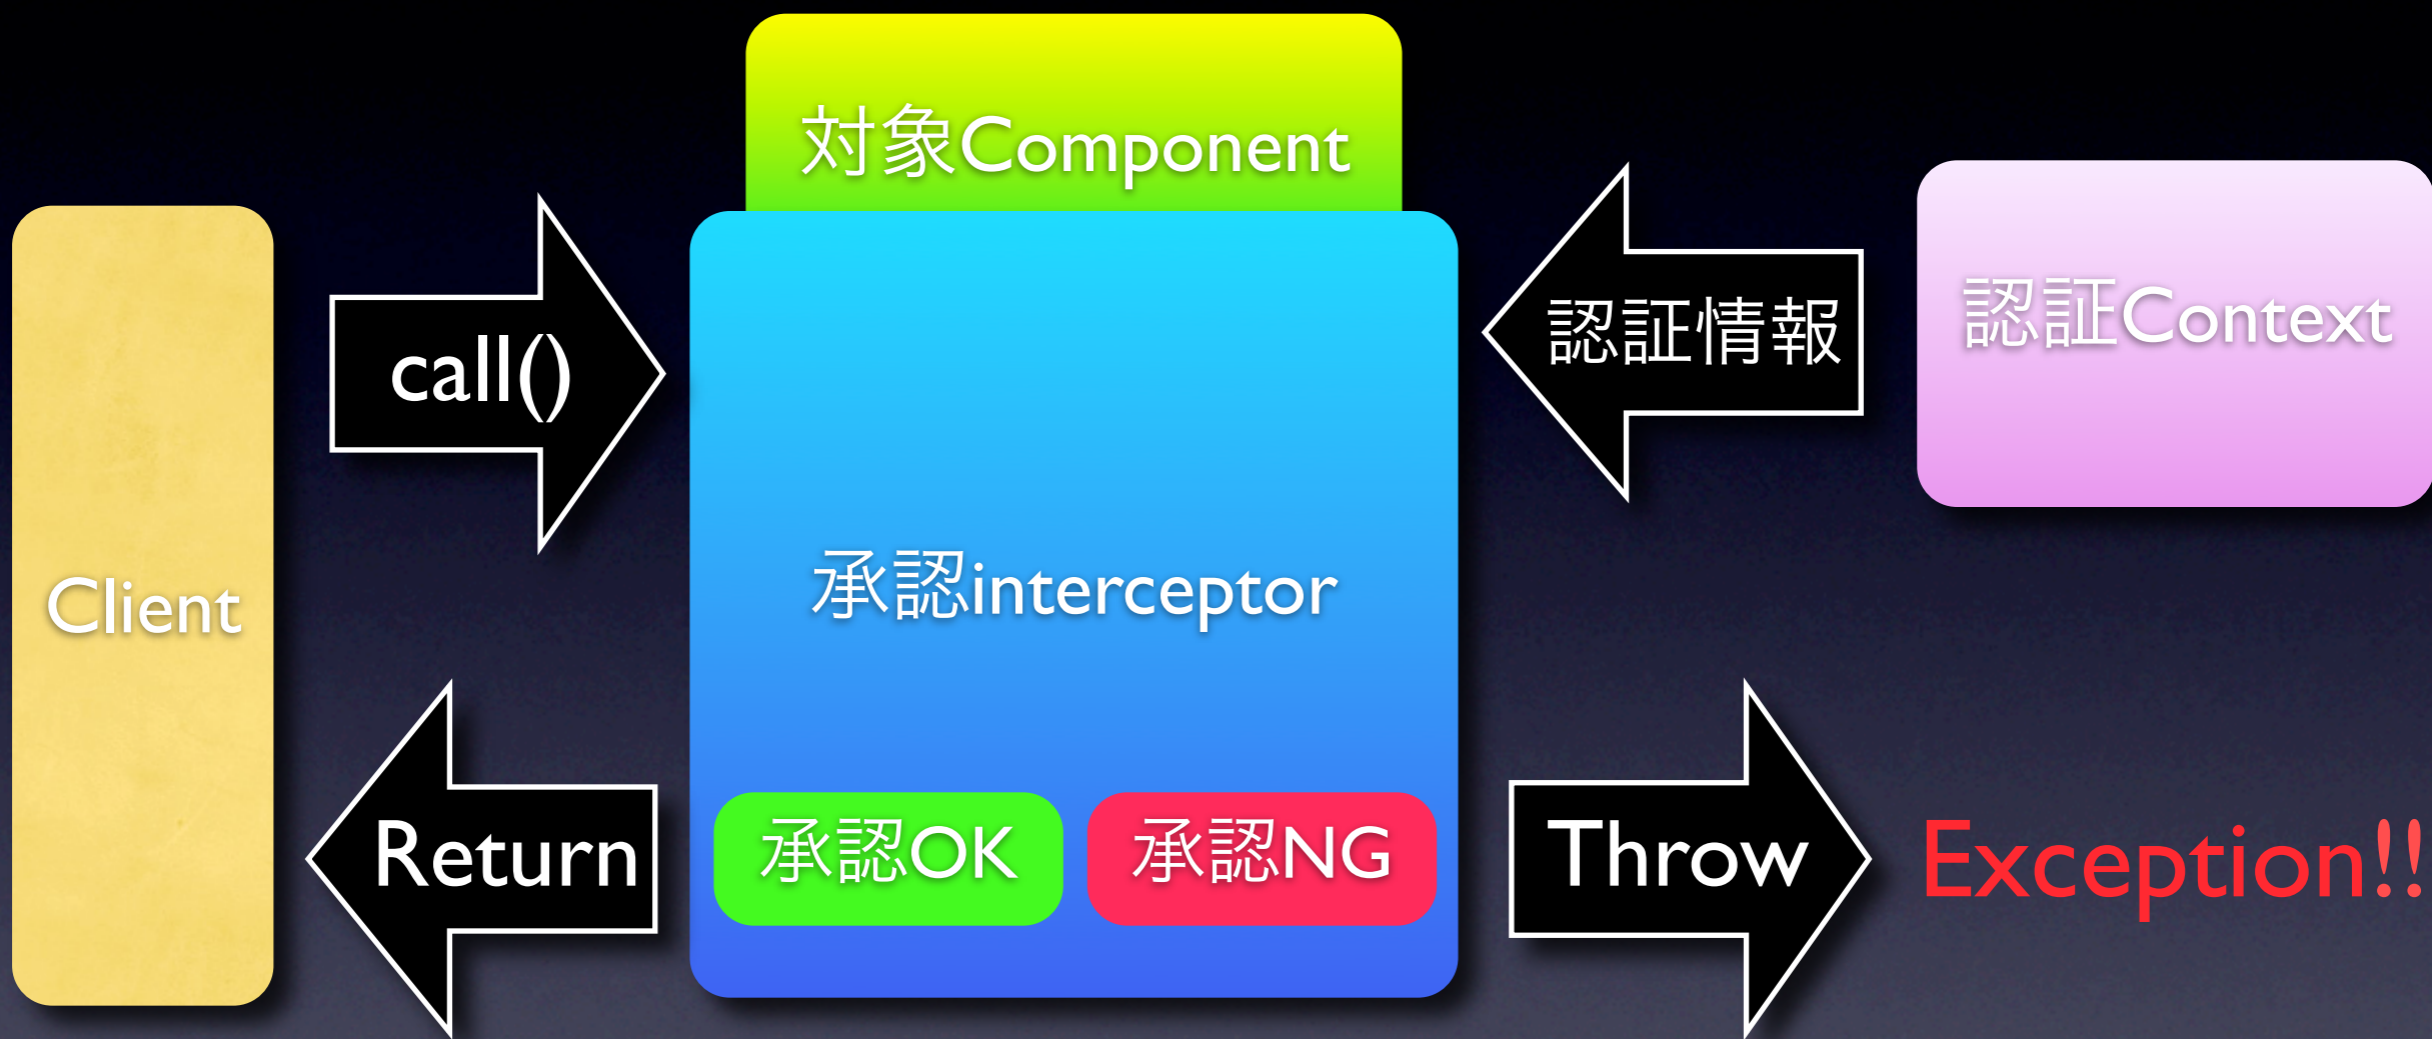 対象Component
認証Context
認証情報
call()
承認interceptor
Client
承認OK
承認NG
Return
Throw
Exception!!